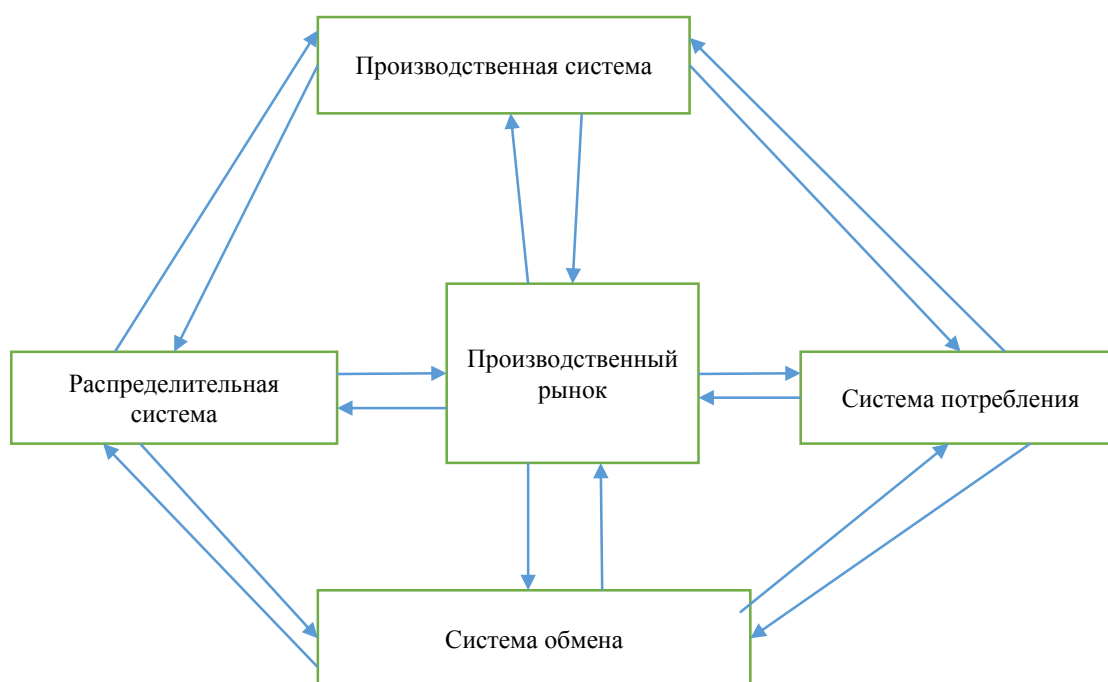 Производственная система
Производственный
рынок
Распределительная
система
Система потребления
Система обмена